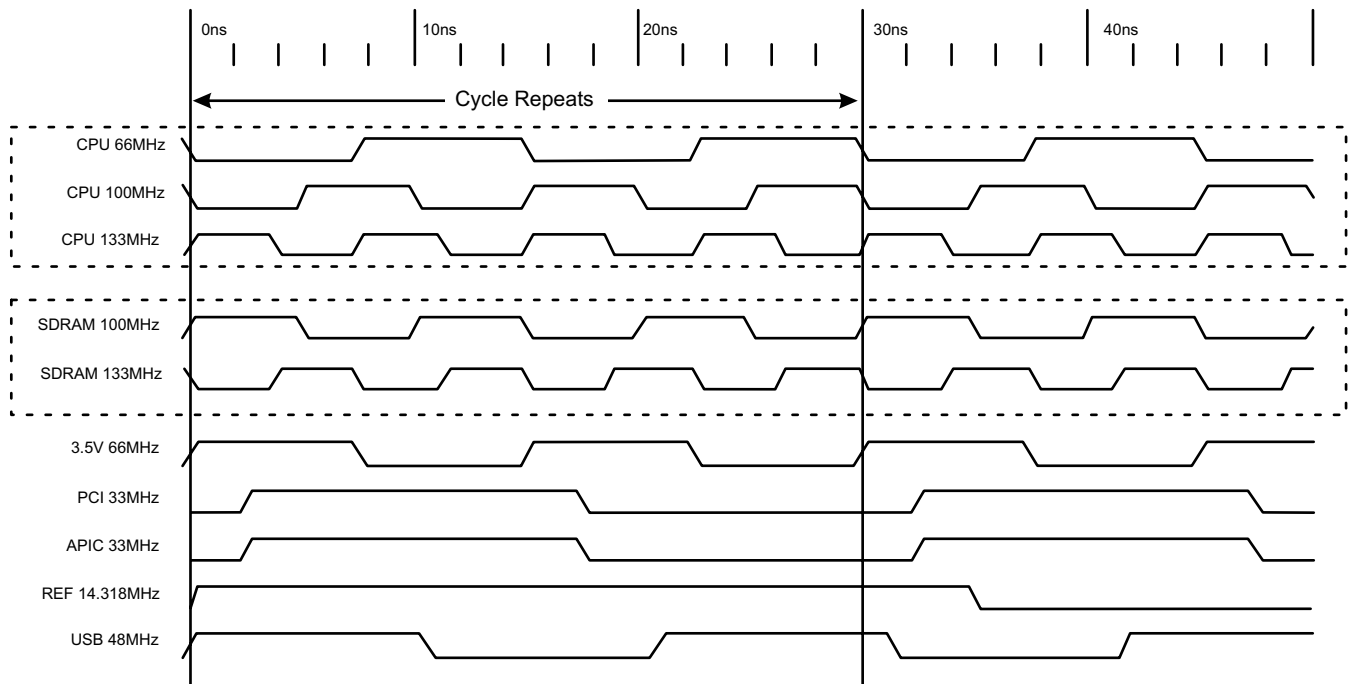 0ns 10ns 20ns 30ns 40ns
Cycle Repeats
CPU 66MHz
CPU 100MHz
CPU 133MHz
SDRAM 100MHz
SDRAM 133MHz
3.5V 66MHz
PCI 33MHz
APIC 33MHz
REF 14.318MHz
USB 48MHz